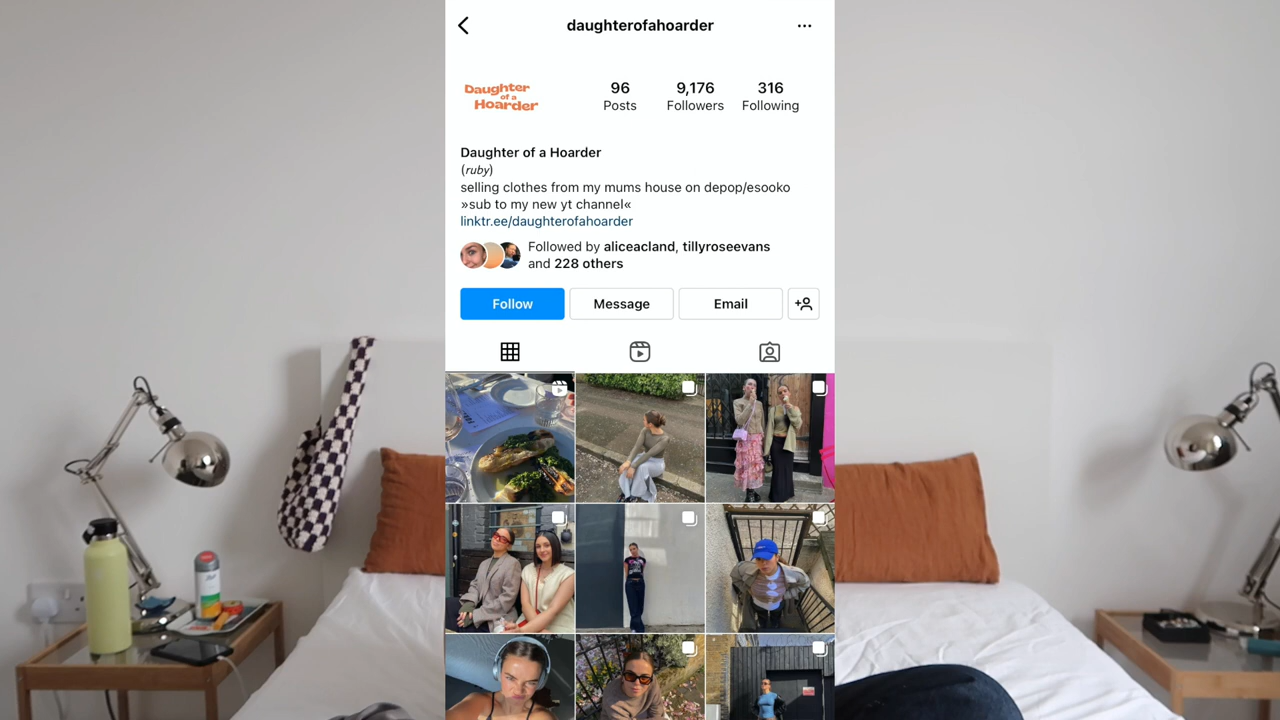 daughterofahoarder
Daughter
of a
Hoarder
96
Posts
9,176
Followers
316
Following
Daughter of a Hoarder
(ruby)
selling clothes from my mums house on depop/esooko
»sub to my new yt channel«
linktr.ee/daughterofahoarder
Followed by aliceacland, tillyroseevans
and 228 others
Follow
Message
Email